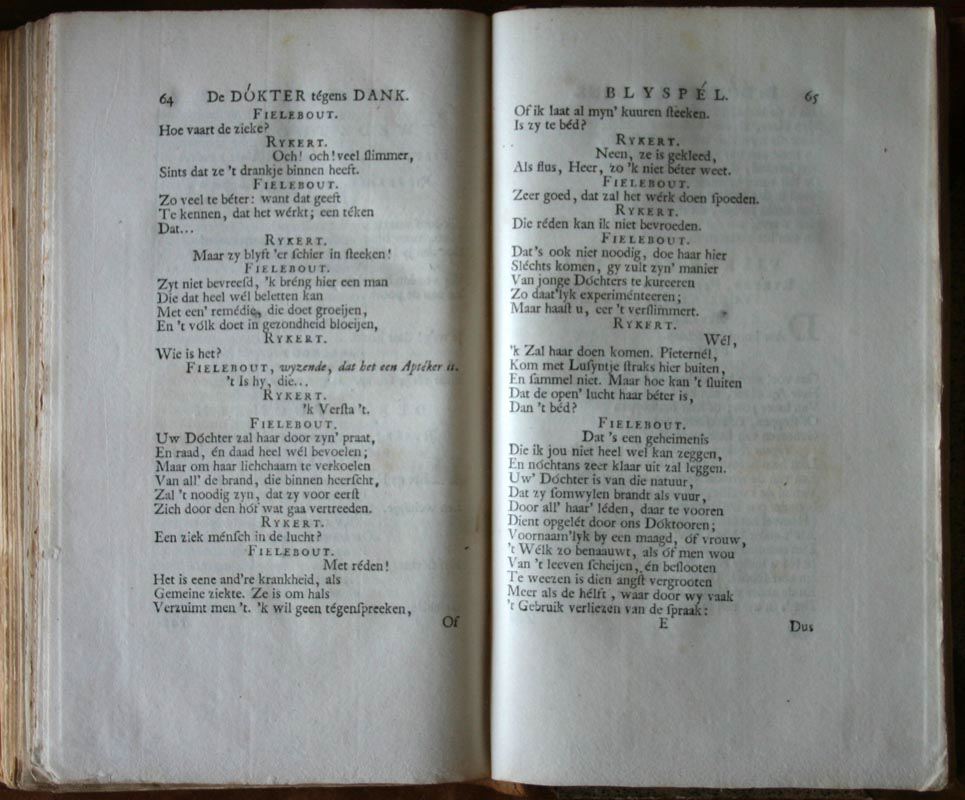 64 De DÓKTER tégens DANK.
FIELEBOUT.
Hoe vaart de zieke?
RYKERT.
Och! och! veel slimmer,
Sints dat ze 't drankje binnen heeft.
FIELEBOUT.
Zo veel te béter: want dat geeft
Te kennen, dat het wérkt; een téken
Dat...
RYKERT.
Maar zy blyft 'er schier in steeken!
FIELEBOUT.
Zyt niet bevreesd, 'k bréng hier een man
Die dat heel wél beletten kan
Met een' remédie, die doet groeijen,
En 't vólk doet in gezondheid bloeijen,
RYKERT.
Wie is het?
FIELEBOUT, wyzende, dat het een Aptéker is.
't Is hy, die...
RYKERT.
'k Versta 't.
FIELEBOUT.
Uw Dóchter zal haar door zyn' praat,
En raad, én daad heel wél bevoelen;
Maar om haar lichchaam te verkoelen
Van all' de brand, die binnen heerscht,
Zal 't noodig zyn, dat zy voor eerst
Zich door den hóf wat gaa vertreeden.
RYKERT.
Een ziek ménsch in de lucht?
FIELEBOUT.
Met réden!
Het is eene and're krankheid, als
Gemeine ziekte. Ze is om hals
Verzuimt men 't. 'k wil geen tégenspreeken,
Of
BLYSPÉL. 65
Of ik laat al myn' kuuren steeken.
Is zy te béd?
RYKERT.
Neen, ze is gekleed,
Als flus, Heer, zo 'k niet béter weet.
FIELEBOUT.
Zeer goed, dat zal het wérk doen spoeden.
RYKERT.
Die réden kan ik niet bevroeden.
FIELEBOUT.
Dat's ook niet noodig, doe haar hier
Sléchts komen, gy zult zyn' manier
Van jonge Dóchters te kureeren
Zo daat'lyk experiménteeren;
Maar haast u, eer 't verslimmert.
RYKERT.
Wél,
'k Zal haar doen komen. Pieternél,
Kom met Lusyntje straks hier buiten,
En sammel niet. Maar hoe kan 't sluiten
Dat de open' lucht haar béter is,
Dan 't béd?
FIELEBOUT.
Dat 's een geheimenis
Die ik jou niet heel wel kan zeggen,
En nóchtans zeer klaar uit zal leggen.
Uw' Dóchter is van die natuur,
Dat zy somwylen brandt als vuur,
Door all' haar' léden, daar te vooren
Dient opgelét door ons Dóktooren;
Voornaam'lyk by een maagd, óf vrouw,
't Wélk zo benaauwt, als óf men wou
Van 't leeven scheijen, én beslooten
Te weezen is dien angst vergrooten
Meer als de hélft, waar door wy vaak
't Gebruik verliezen van de spraak:
E Dus